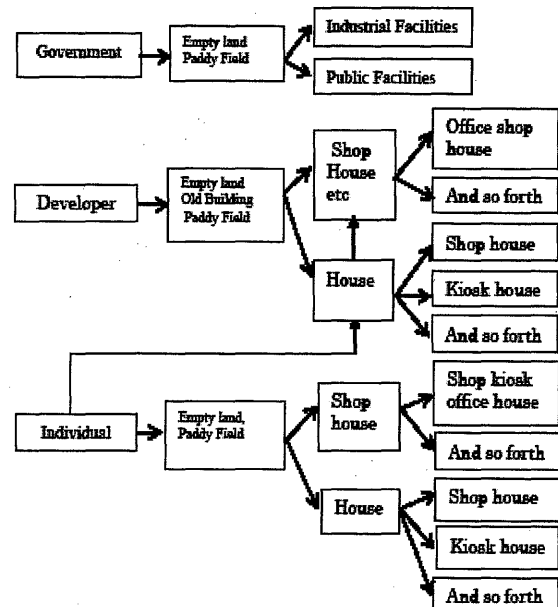 Government
Empty land
Paddy Field
Industrial Facilities
Public Facilities
Developer
Empty land
Old Building
Paddy Field
Shop
House
etc
Office shop
house
And so forth
House
Shop house
Kiosk house
And so forth
Individual
Empty land,
Paddy Field
Shop
house
Shop kiosk
office house
And so forth
House
Shop house
Kiosk house
And so forth